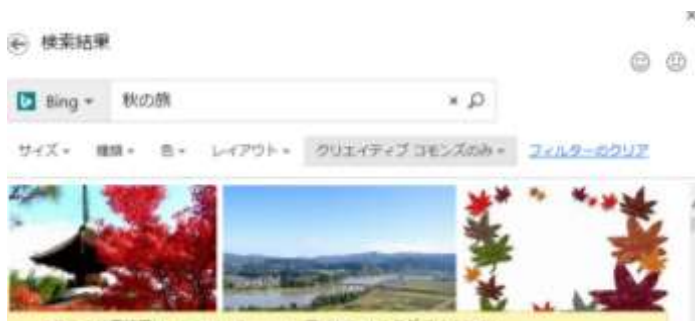 検索結果
Bing 秋の旅
サイズ 種類 色 レイアウト クリエイティブ コモンズのみ フィルターのクリア